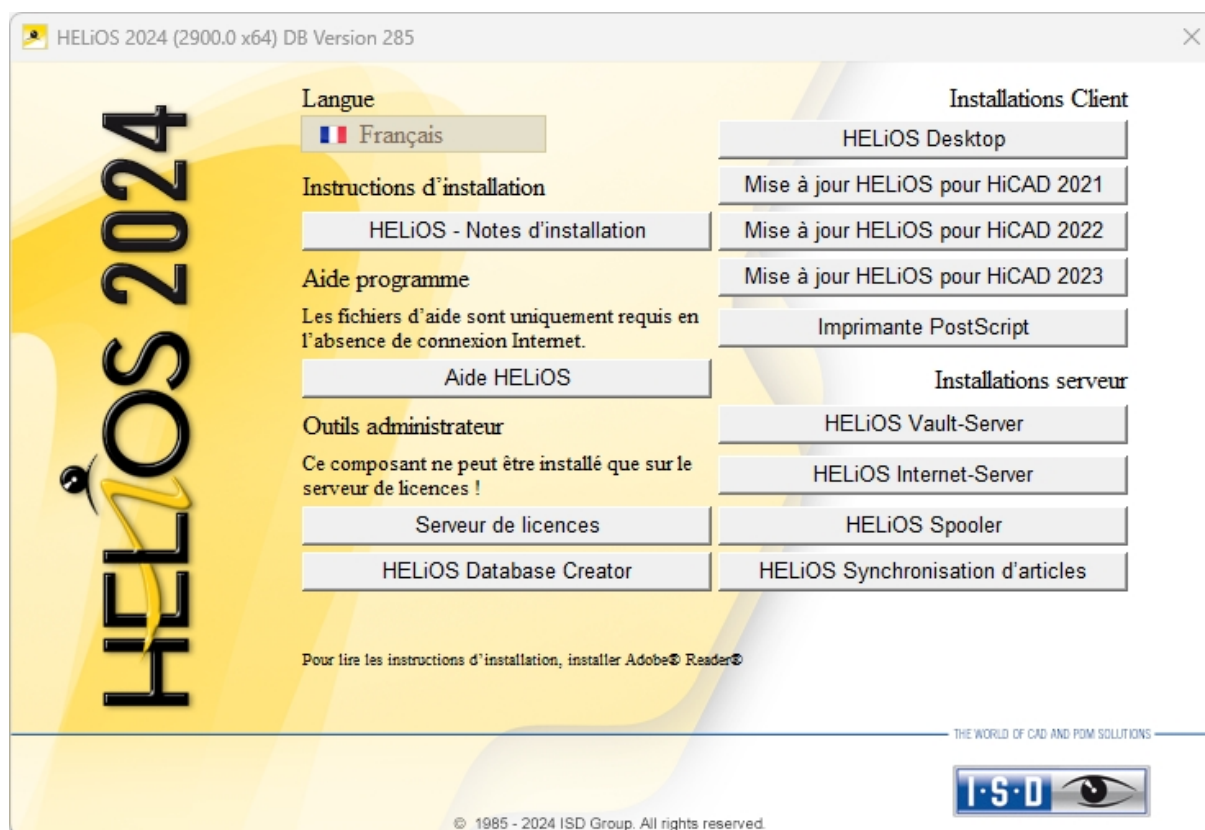 HELiOS 2024 (2900.0 x64) DB Version 285
HELiOS 2024
Langue
Français
Instructions d'installation
HELiOS - Notes d'installation
Aide programme
Les fichiers d'aide sont uniquement requis en
l'absence de connexion Internet.
Aide HELiOS
Outils administrateur
Ce composant ne peut être installé que sur le
serveur de licences !
Serveur de licences
HELiOS Database Creator
Installations Client
HELiOS Desktop
Mise à jour HELiOS pour HiCAD 2021
Mise à jour HELiOS pour HiCAD 2022
Mise à jour HELiOS pour HiCAD 2023
Imprimante PostScript
Installations serveur
HELiOS Vault-Server
HELiOS Internet-Server
HELiOS Spooler
HELiOS Synchronisation d'articles
Pour lire les instructions d'installation, installer Adobe® Reader®
THE WORLD OF CAD AND PDM SOLUTIONS
I·S·D
© 1985 - 2024 ISD Group. All rights reserved.